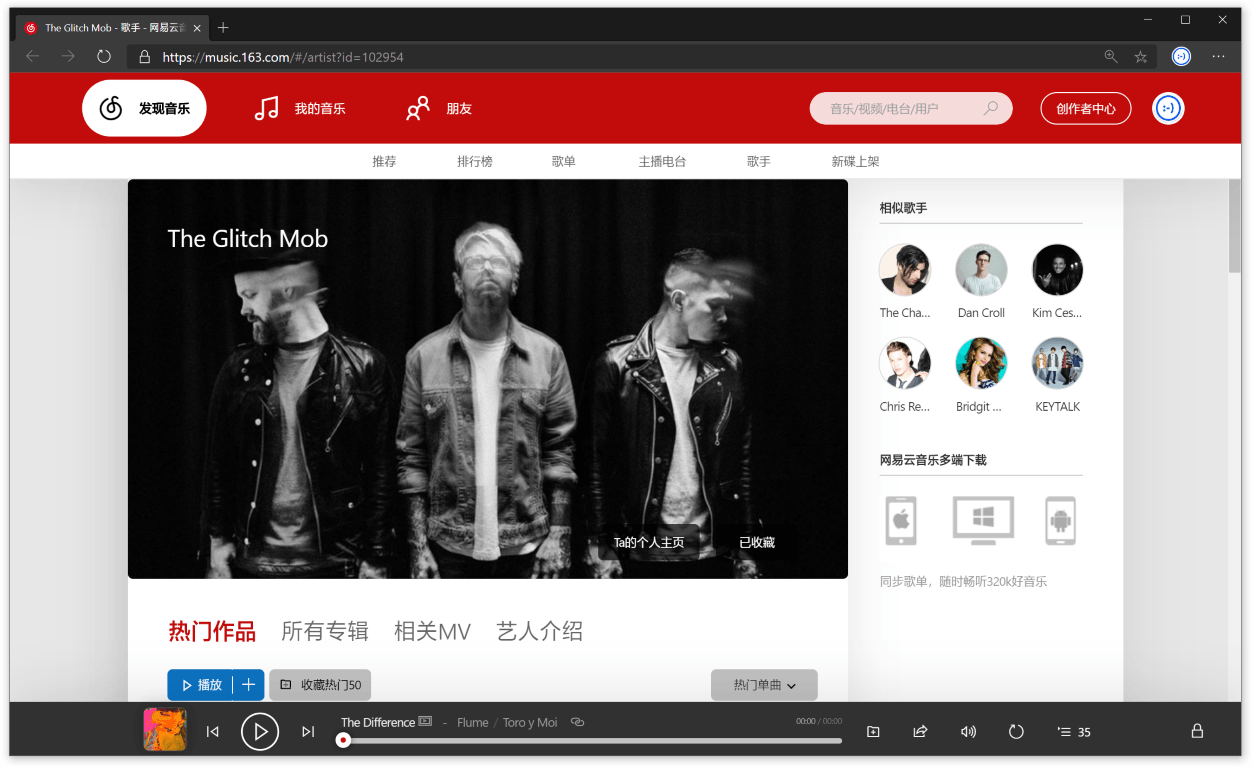 The Glitch Mob - 歌手 - 网易云音
https://music.163.com/#/artist?id=102954
发现音乐
我的音乐
朋友
音乐/视频/电台/用户
创作者中心
:-)
推荐
排行榜
歌单
主播电台
歌手
新碟上架
The Glitch Mob
Ta的个人主页
已收藏
相似歌手
The Cha...
Dan Croll
Kim Ces...
Chris Re...
Bridgit ...
KEYTALK
网易云音乐多端下载
同步歌单，随时畅听320k好音乐
热门作品
所有专辑
相关MV
艺人介绍
播放
收藏热门50
热门单曲
The Difference - Flume / Toro y Moi
00:00 / 00:00
35